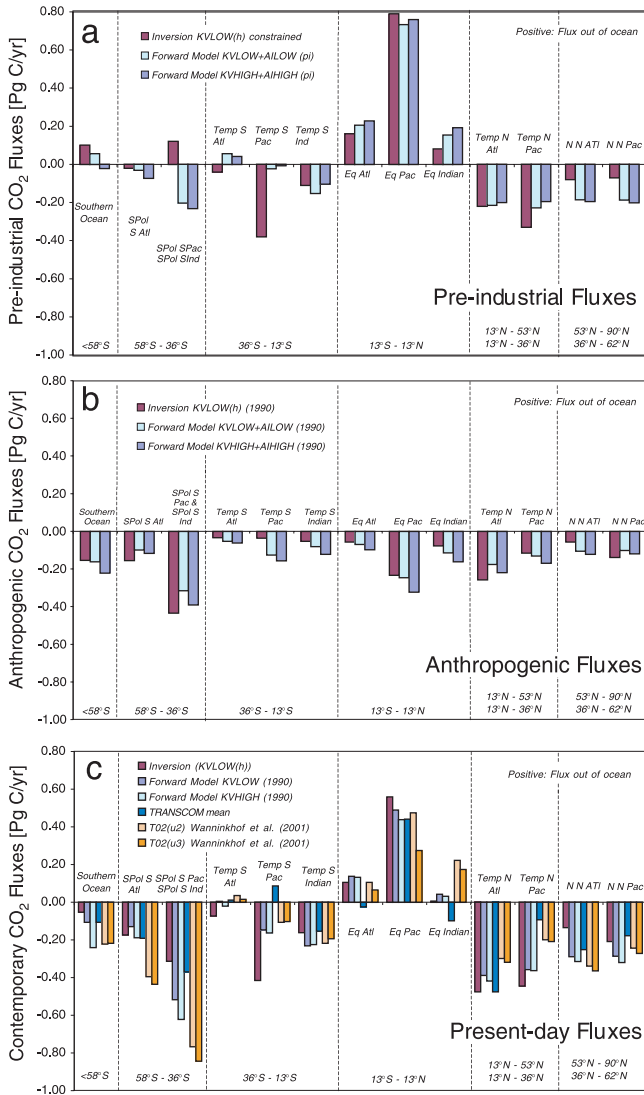 a
Inversion KVLOW(h) constrained
Forward Model KVLOW+AILOW (pi)
Forward Model KVHIGH+AIHIGH (pi)
Positive: Flux out of ocean
Pre-industrial CO2 Fluxes [Pg C/yr]
0.80
0.60
0.40
0.20
0.00
-0.20
-0.40
-0.60
-0.80
-1.00
Southern
Ocean
SPol
S Atl
SPol SPac
SPol SInd
Temp S
Atl
Temp S
Pac
Temp S
Ind
Eq Atl
Eq Pac
Eq Indian
Temp N
Atl
Temp N
Pac
N N ATl
N N Pac
Pre-industrial Fluxes
<58°S
58°S - 36°S
36°S - 13°S
13°S - 13°N
13°N - 53°N
13°N - 36°N
53°N - 90°N
36°N - 62°N
b
Inversion KVLOW(h) (1990)
Forward Model KVLOW+AILOW (1990)
Forward Model KVHIGH+AIHIGH (1990)
Positive: Flux out of ocean
Anthropogenic CO2 Fluxes [Pg C/yr]
0.80
0.60
0.40
0.20
0.00
-0.20
-0.40
-0.60
-0.80
-1.00
Southern
Ocean
SPol S Atl
SPol S
Pac &
SPol S
Ind
Temp S
Atl
Temp S
Pac
Temp S
Indian
Eq Atl
Eq Pac
Eq Indian
Temp N
Atl
Temp N
Pac
N N ATl
N N Pac
Anthropogenic Fluxes
<58°S
58°S - 36°S
36°S - 13°S
13°S - 13°N
13°N - 53°N
13°N - 36°N
53°N - 90°N
36°N - 62°N
c
Inversion (KVLOW(h))
Forward Model KVLOW (1990)
Forward Model KVHIGH (1990)
TRANSCOM mean
T02(u2) Wanninkhof et al. (2001)
T02(u3) Wanninkhof et al. (2001)
Positive: Flux out of ocean
Contemporary CO2 Fluxes [Pg C/yr]
0.80
0.60
0.40
0.20
0.00
-0.20
-0.40
-0.60
-0.80
-1.00
Southern
Ocean
SPol S
Atl
SPol S Pac
SPol S Ind
Temp S
Atl
Temp S
Pac
Temp S
Indian
Eq Atl
Eq Pac
Eq Indian
Temp N
Atl
Temp N
Pac
N N ATl
N N Pac
Present-day Fluxes
<58°S
58°S - 36°S
36°S - 13°S
13°S - 13°N
13°N - 53°N
13°N - 36°N
53°N - 90°N
36°N - 62°N